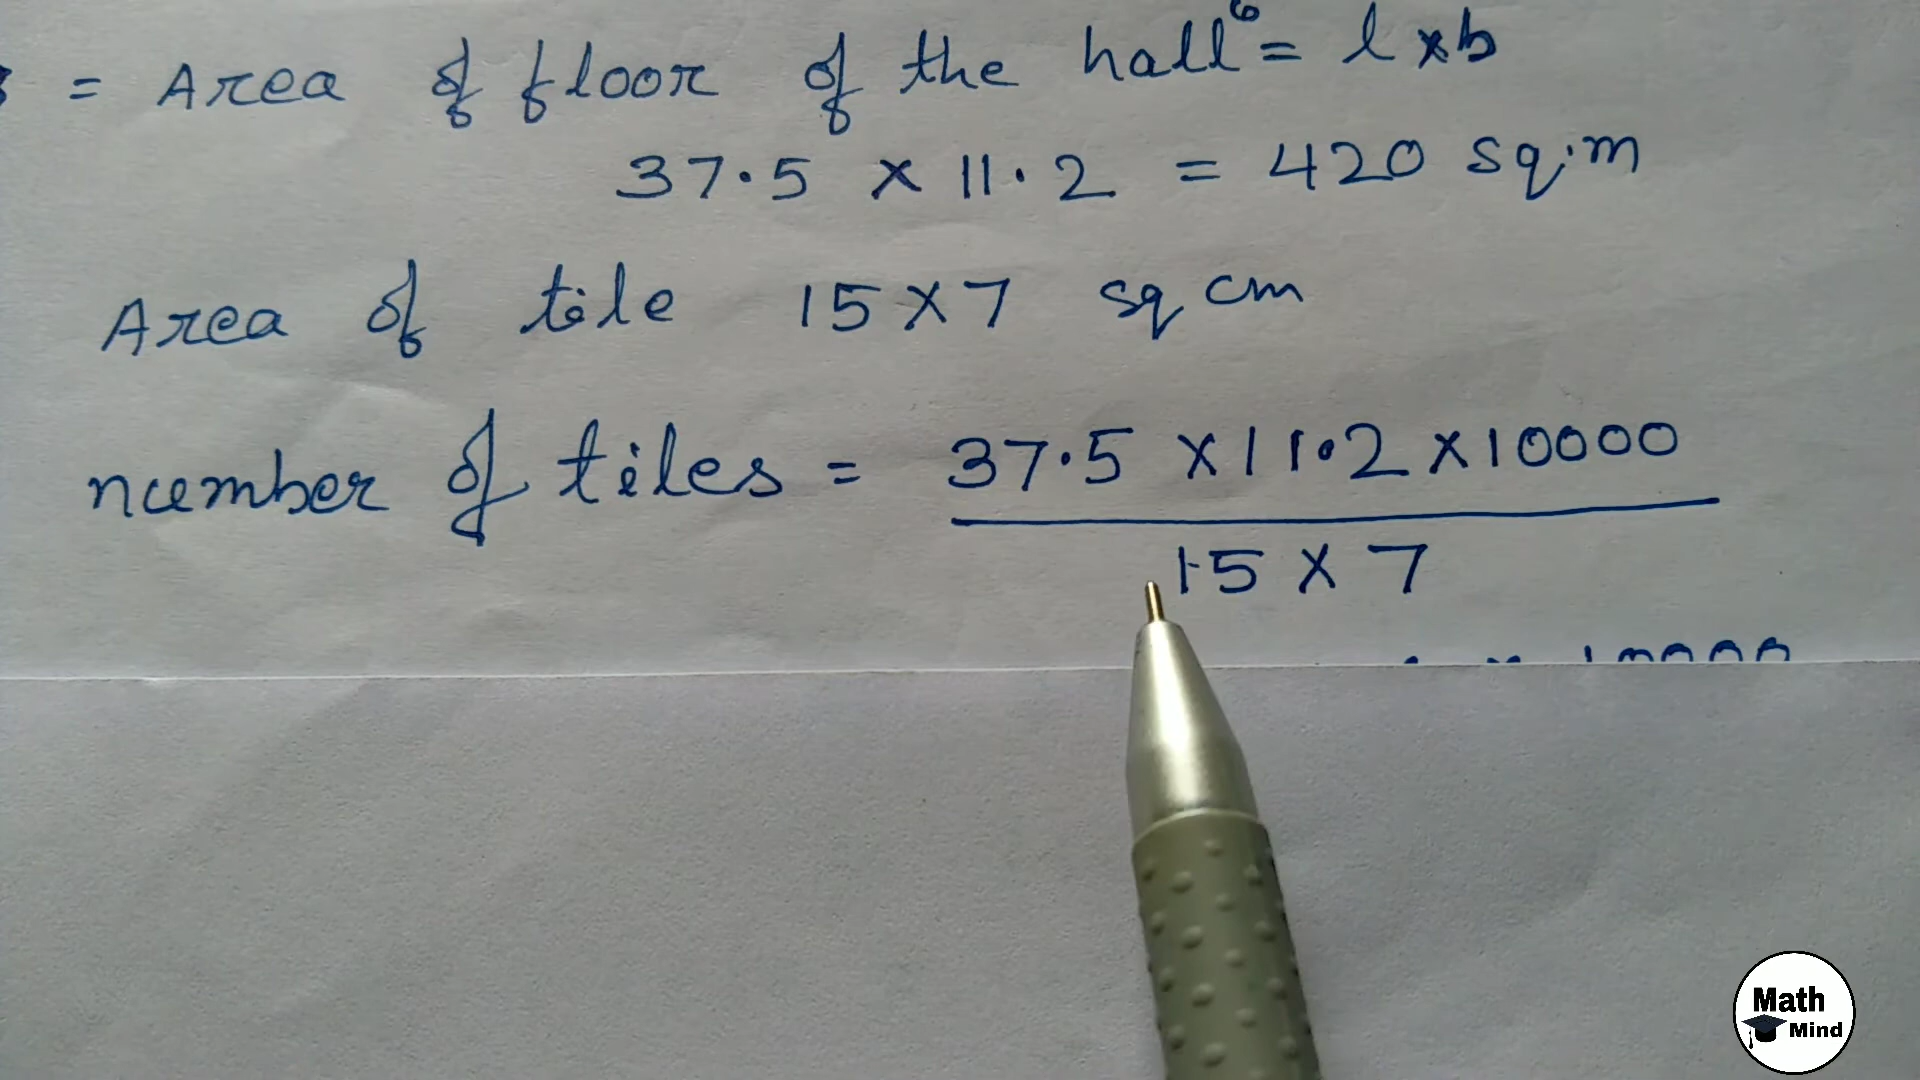 = Area of floor of the hall = l x b
37.5 x 11.2 = 420 sq.m
Area of tile 15 x 7 sq cm
number of tiles = 37.5 x 11.2 x 10000
15 x 7
Math
Mind